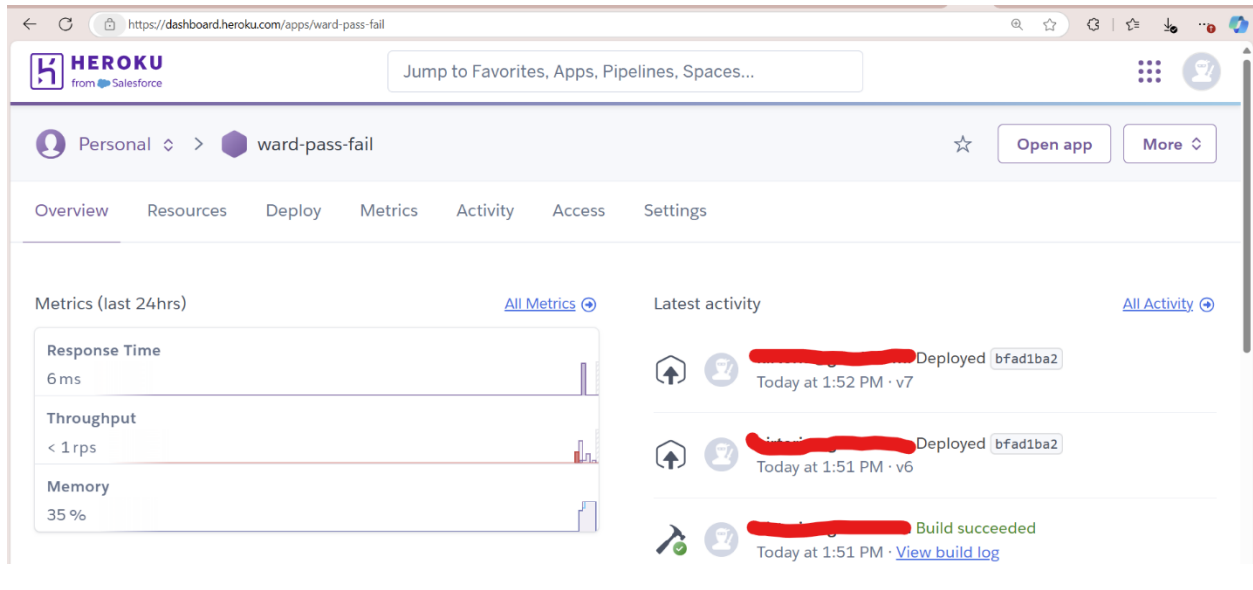 https://dashboard.heroku.com/apps/ward-pass-fail
HEROKU
from Salesforce
Jump to Favorites, Apps, Pipelines, Spaces...
Personal > ward-pass-fail
Open app
More
Overview Resources Deploy Metrics Activity Access Settings
Metrics (last 24hrs)
All Metrics
Response Time
6 ms
Throughput
< 1 rps
Memory
35 %
Latest activity
All Activity
Deployed bfad1ba2
Today at 1:52 PM · v7
Deployed bfad1ba2
Today at 1:51 PM · v6
Build succeeded
Today at 1:51 PM · View build log